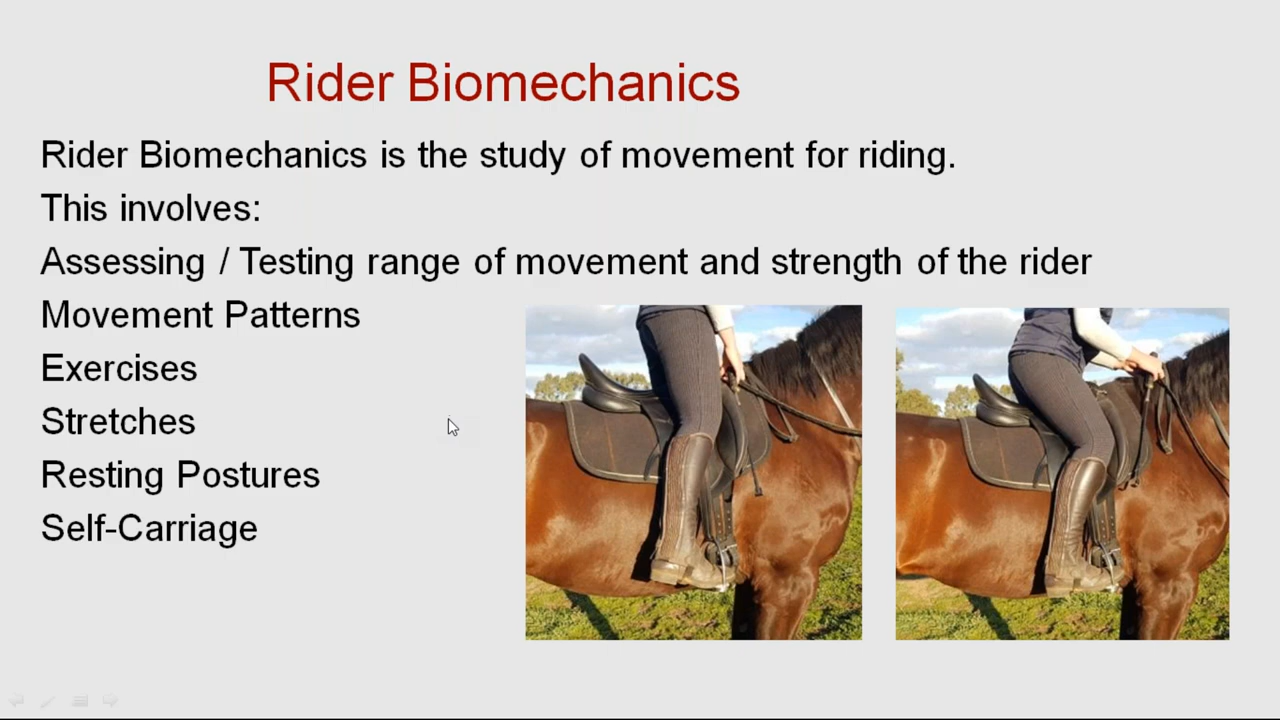 Rider Biomechanics
Rider Biomechanics is the study of movement for riding.
This involves:
Assessing / Testing range of movement and strength of the rider
Movement Patterns
Exercises
Stretches
Resting Postures
Self-Carriage